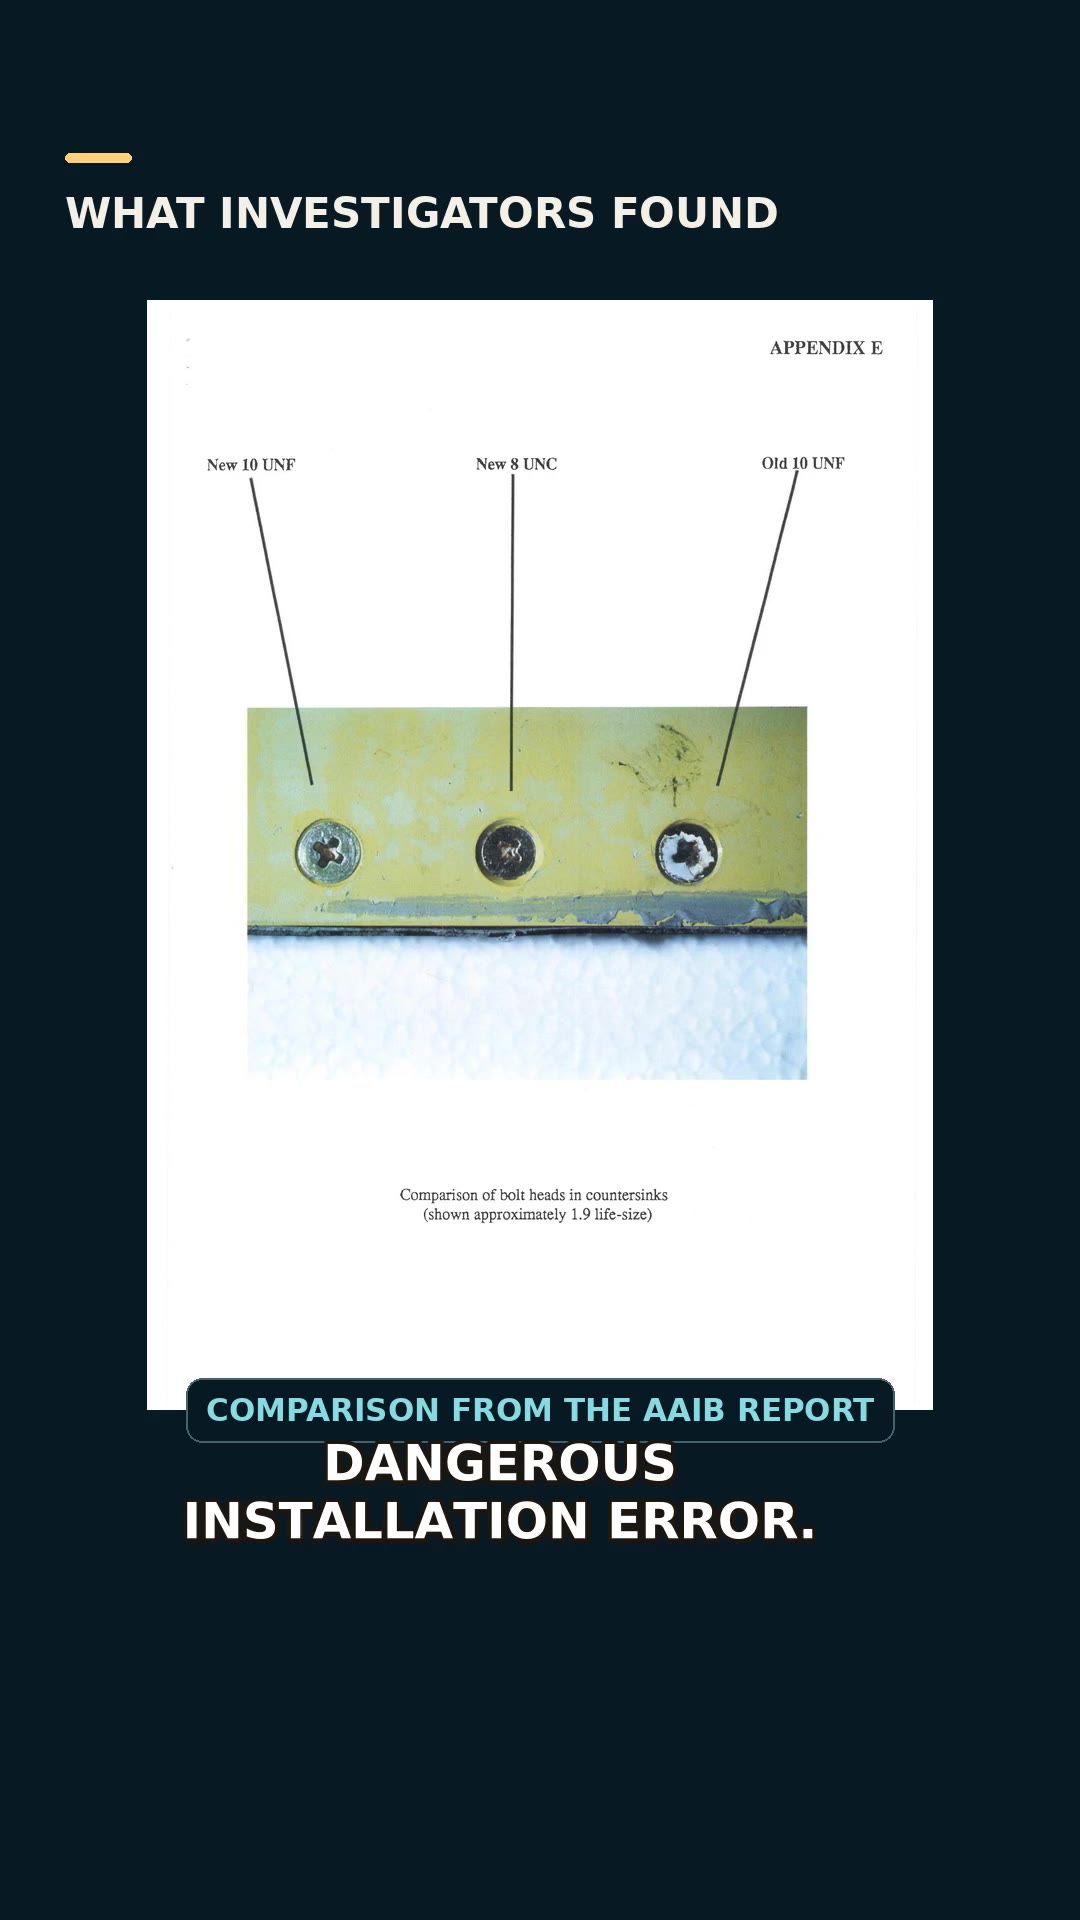 WHAT INVESTIGATORS FOUND
APPENDIX E
New 10 UNF
New 8 UNC
Old 10 UNF
Comparison of bolt heads in countersinks
(shown approximately 1.9 life-size)
COMPARISON FROM THE AAIB REPORT
DANGEROUS
INSTALLATION ERROR.